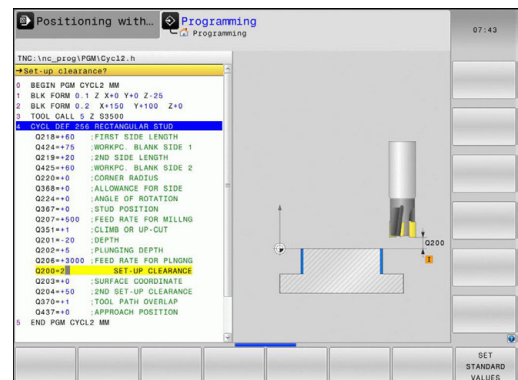 Positioning with...
Programming
Programming
07:43
TNC:\nc_prog\PGM\Cycl2.h
→Set-up clearance?
0 BEGIN PGM CYCL2 MM
1 BLK FORM 0.1 Z X+0 Y+0 Z-25
2 BLK FORM 0.2 X+150 Y+100 Z+0
3 TOOL CALL 5 Z S3500
4 CYCL DEF 256 RECTANGULAR STUD
Q218=+60 ;FIRST SIDE LENGTH
Q424=+75 ;WORKPC. BLANK SIDE 1
Q219=+20 ;2ND SIDE LENGTH
Q425=+60 ;WORKPC. BLANK SIDE 2
Q220=+0 ;CORNER RADIUS
Q368=+0 ;ALLOWANCE FOR SIDE
Q224=+0 ;ANGLE OF ROTATION
Q367=+0 ;STUD POSITION
Q207=+500 ;FEED RATE FOR MILLNG
Q351=+1 ;CLIMB OR UP-CUT
Q201=-20 ;DEPTH
Q202=+5 ;PLUNGING DEPTH
Q206=+3000 ;FEED RATE FOR PLNGNG
Q200=2 SET-UP CLEARANCE
Q203=+0 ;SURFACE COORDINATE
Q204=+50 ;2ND SET-UP CLEARANCE
Q370=+1 ;TOOL PATH OVERLAP
Q437=+0 ;APPROACH POSITION
5 END PGM CYCL2 MM
Q200
I
SET
STANDARD
VALUES